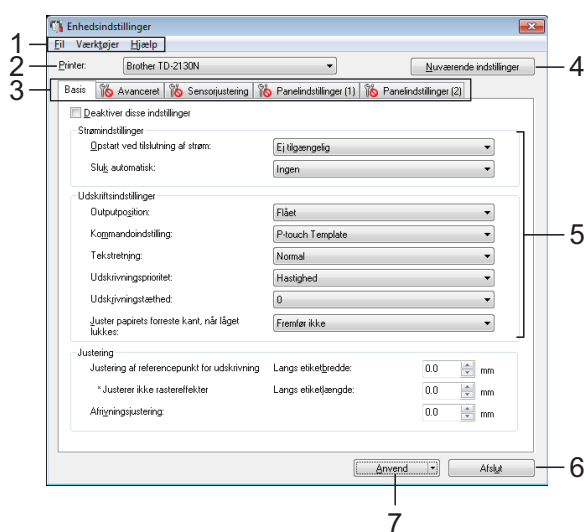 Enhedsindstillinger
1 Fil Værktøjer Hjælp
2 Printer: Brother TD-2130N Nuværende indstillinger 4
3 Basis Avanceret Sensorjustering Panelindstillinger (1) Panelindstillinger (2)
Deaktiver disse indstillinger
Strømindstillinger
Opstart ved tilslutning af strøm: Ej tilgængelig
Sluk automatisk: Ingen
Udskriftsindstillinger
Outputposition: Flået
Kommandoindstilling: P-touch Template 5
Tekstretning: Normal
Udskrivningsprioritet: Hastighed
Udskrivningstæthed: 0
Juster papirets forreste kant, når låget lukkes: Fremfør ikke
Justering
Justering af referencepunkt for udskrivning Langs etiketbredde: 0.0 mm
*Justerer ikke rastereffekter Langs etiketlængde: 0.0 mm
Afrivningsjustering: 0.0 mm
Anvend Afslut 6
7